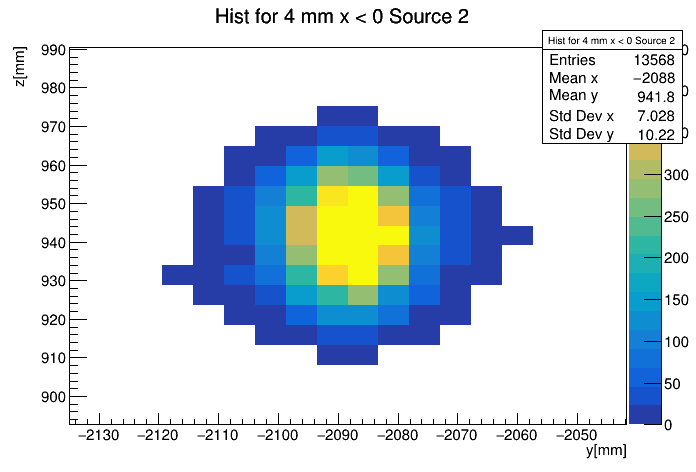 Hist for 4 mm x < 0 Source 2
Hist for 4 mm x < 0 Source 2
Entries 13568
Mean x −2088
Mean y 941.8
Std Dev x 7.028
Std Dev y 10.22
z[mm]
990
980
970
960
950
940
930
920
910
900
300
250
200
150
100
50
0
−2130 −2120 −2110 −2100 −2090 −2080 −2070 −2060 −2050
y[mm]